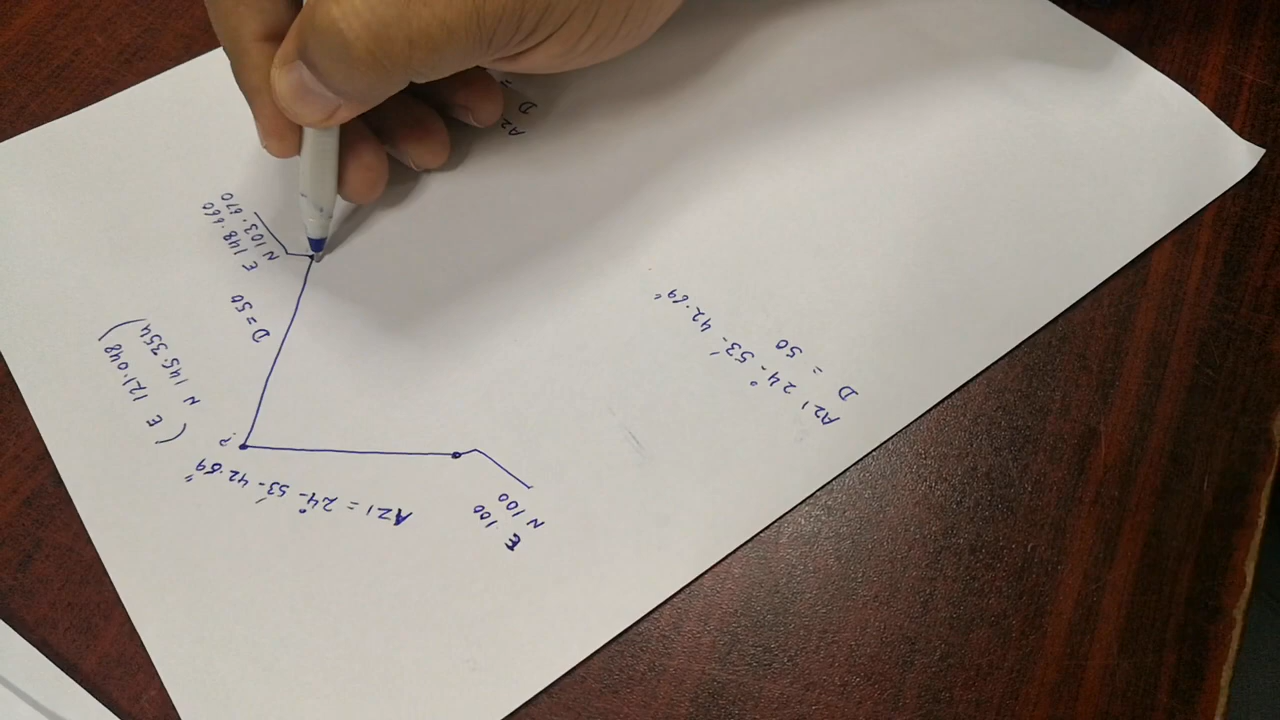 E 100
N 100
AZ1 = 24°- 53'- 42.69"
?
( E 121.048 )
N 145.354
D = 50
E 148.660
N 103.670
AZ1 24°- 53'- 42.69"
D = 50
AZ
D =